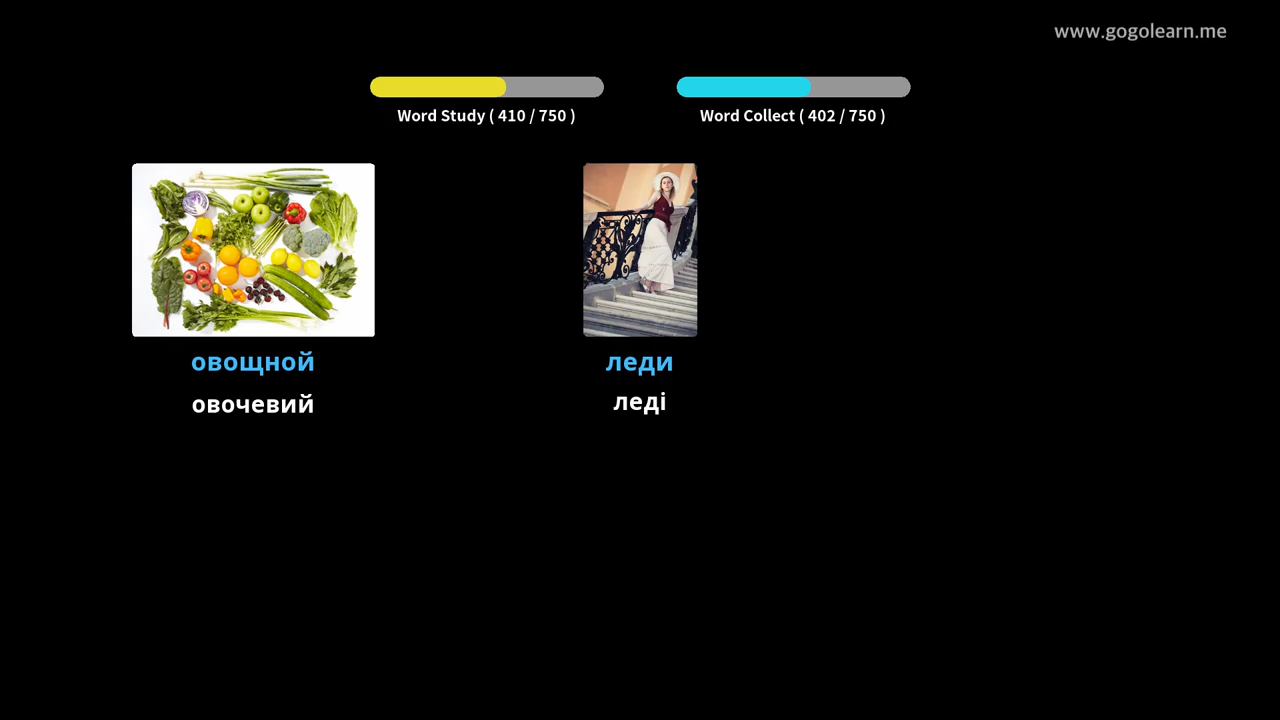 www.gogolearn.me
Word Study ( 410 / 750 )
Word Collect ( 402 / 750 )
овощной
овочевий
леди
леді